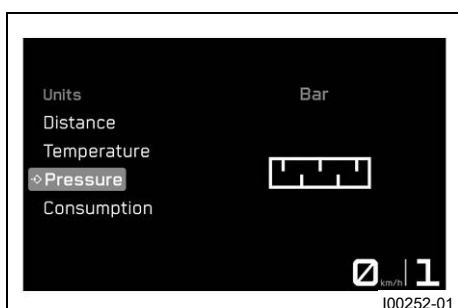 Units
Bar
Distance
Temperature
Pressure
Consumption
0 km/h 1
I00252-01